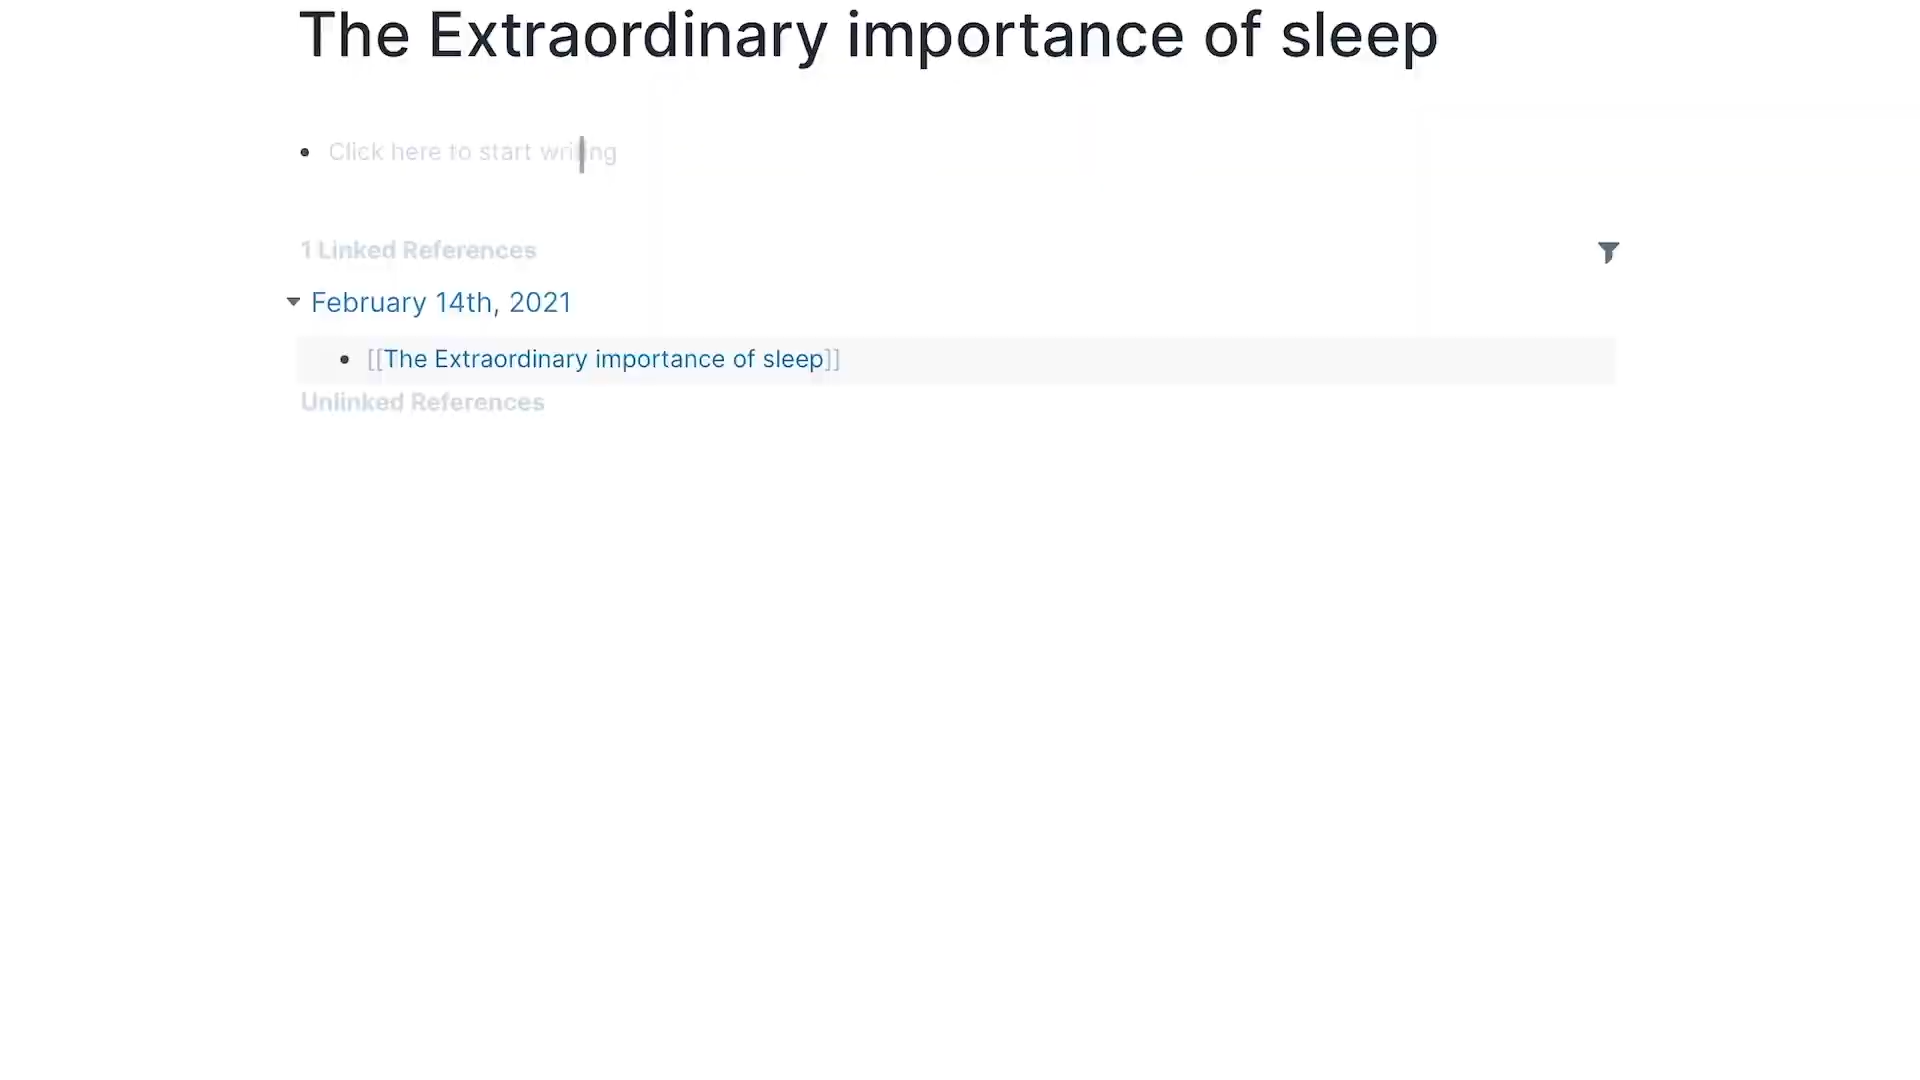 The Extraordinary importance of sleep
Click here to start writing
1 Linked References
February 14th, 2021
[[The Extraordinary importance of sleep]]
Unlinked References